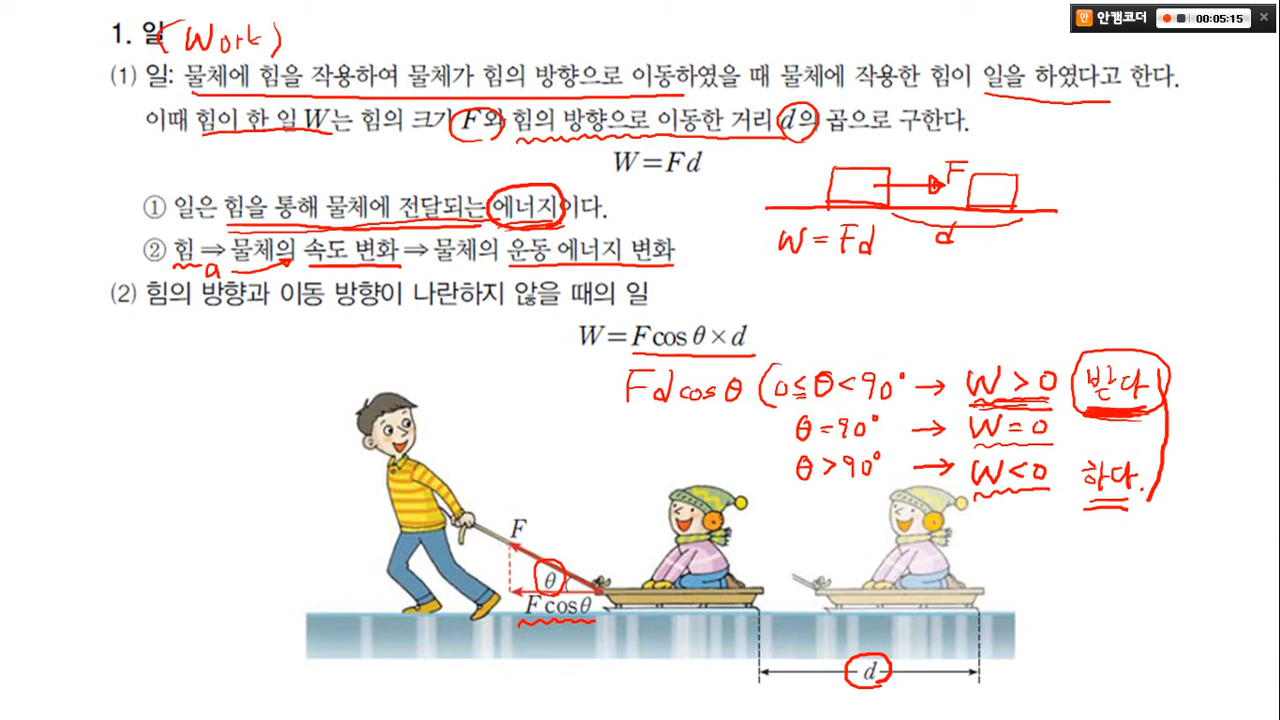 안캠코더 00:05:15
1. 일 (Work)
(1) 일: 물체에 힘을 작용하여 물체가 힘의 방향으로 이동하였을 때 물체에 작용한 힘이 일을 하였다고 한다.
이때 힘이 한 일 W는 힘의 크기 F와 힘의 방향으로 이동한 거리 d의 곱으로 구한다.
W=Fd
F
d
W = Fd
① 일은 힘을 통해 물체에 전달되는 에너지이다.
② 힘 ⇒ 물체의 속도 변화 ⇒ 물체의 운동 에너지 변화
a
(2) 힘의 방향과 이동 방향이 나란하지 않을 때의 일
W=Fcos θ×d
Fd cos θ (0≤θ<90° → W>0 받다
θ=90° → W=0
θ>90° → W<0 하다.
F
θ
F cosθ
d